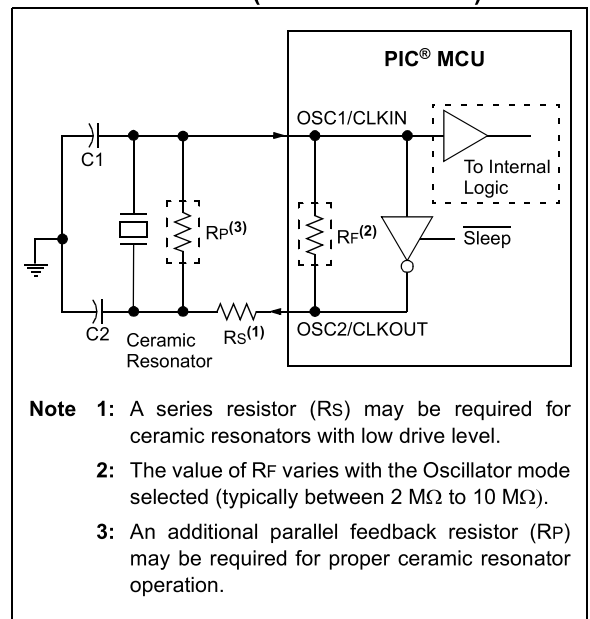 PIC® MCU
OSC1/CLKIN
C1
To Internal
Logic
RP(3)
RF(2)
Sleep
C2
Ceramic
Resonator
RS(1)
OSC2/CLKOUT
Note 1: A series resistor (RS) may be required for
ceramic resonators with low drive level.
2: The value of RF varies with the Oscillator mode
selected (typically between 2 MΩ to 10 MΩ).
3: An additional parallel feedback resistor (RP)
may be required for proper ceramic resonator
operation.